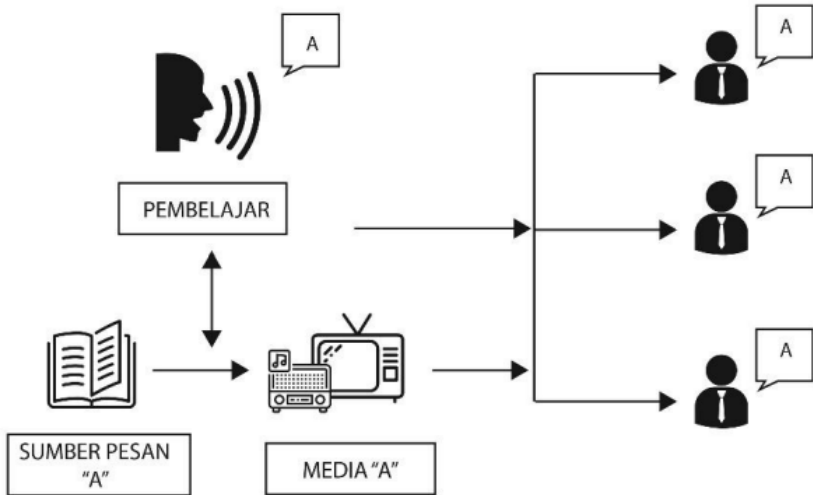 A
A
PEMBELAJAR
A
A
SUMBER PESAN
"A"
MEDIA "A"